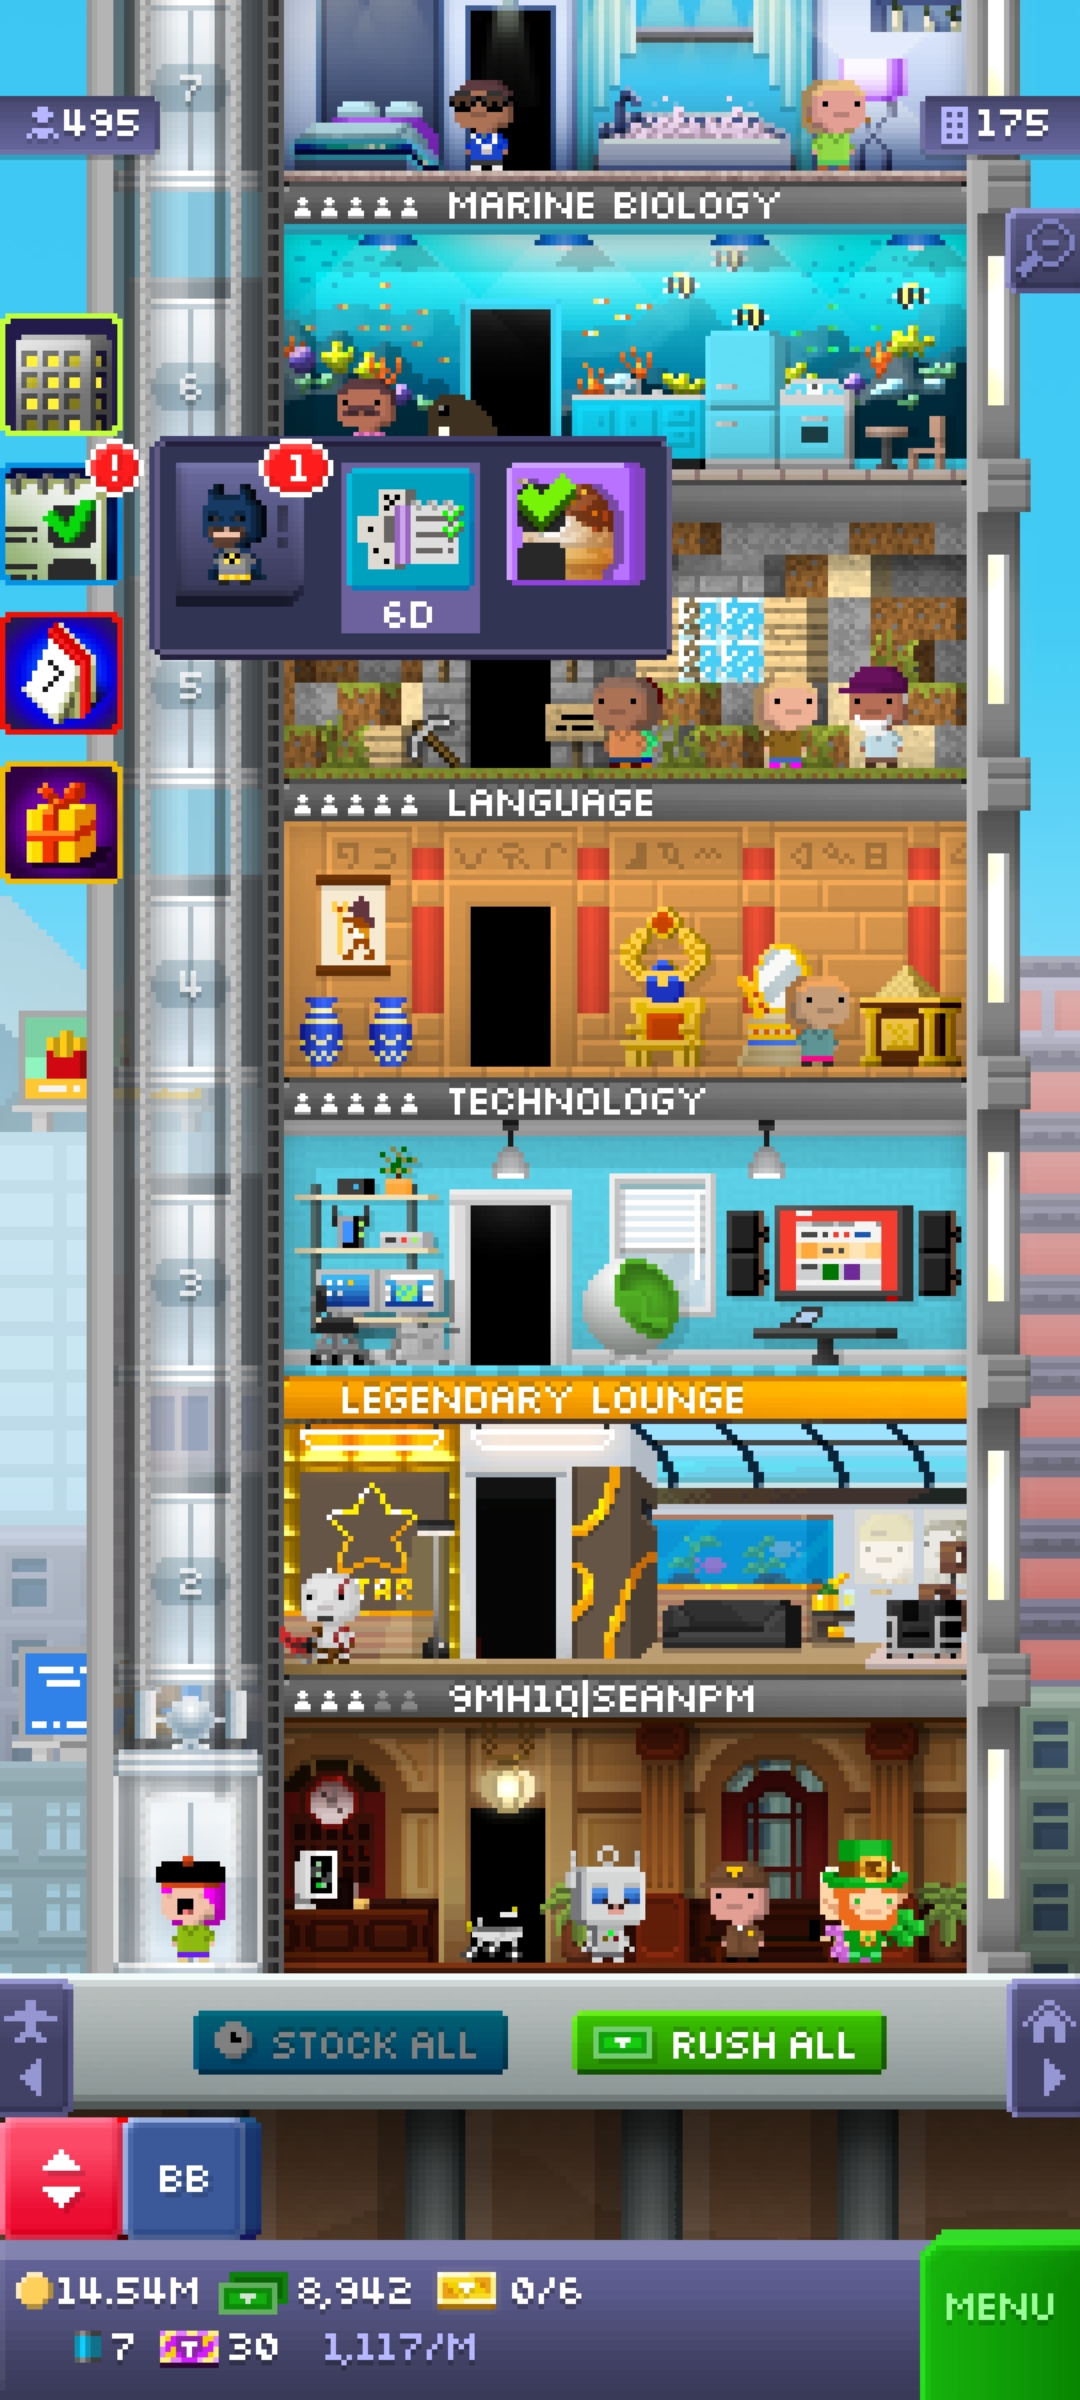 7
495
175
MARINE BIOLOGY
6
!
1
6D
5
LANGUAGE
4
TECHNOLOGY
3
LEGENDARY LOUNGE
TAR
2
9MH1Q|SEANPM
STOCK ALL
RUSH ALL
BB
14.54M
8,942
0/6
MENU
7
30
1,117/M